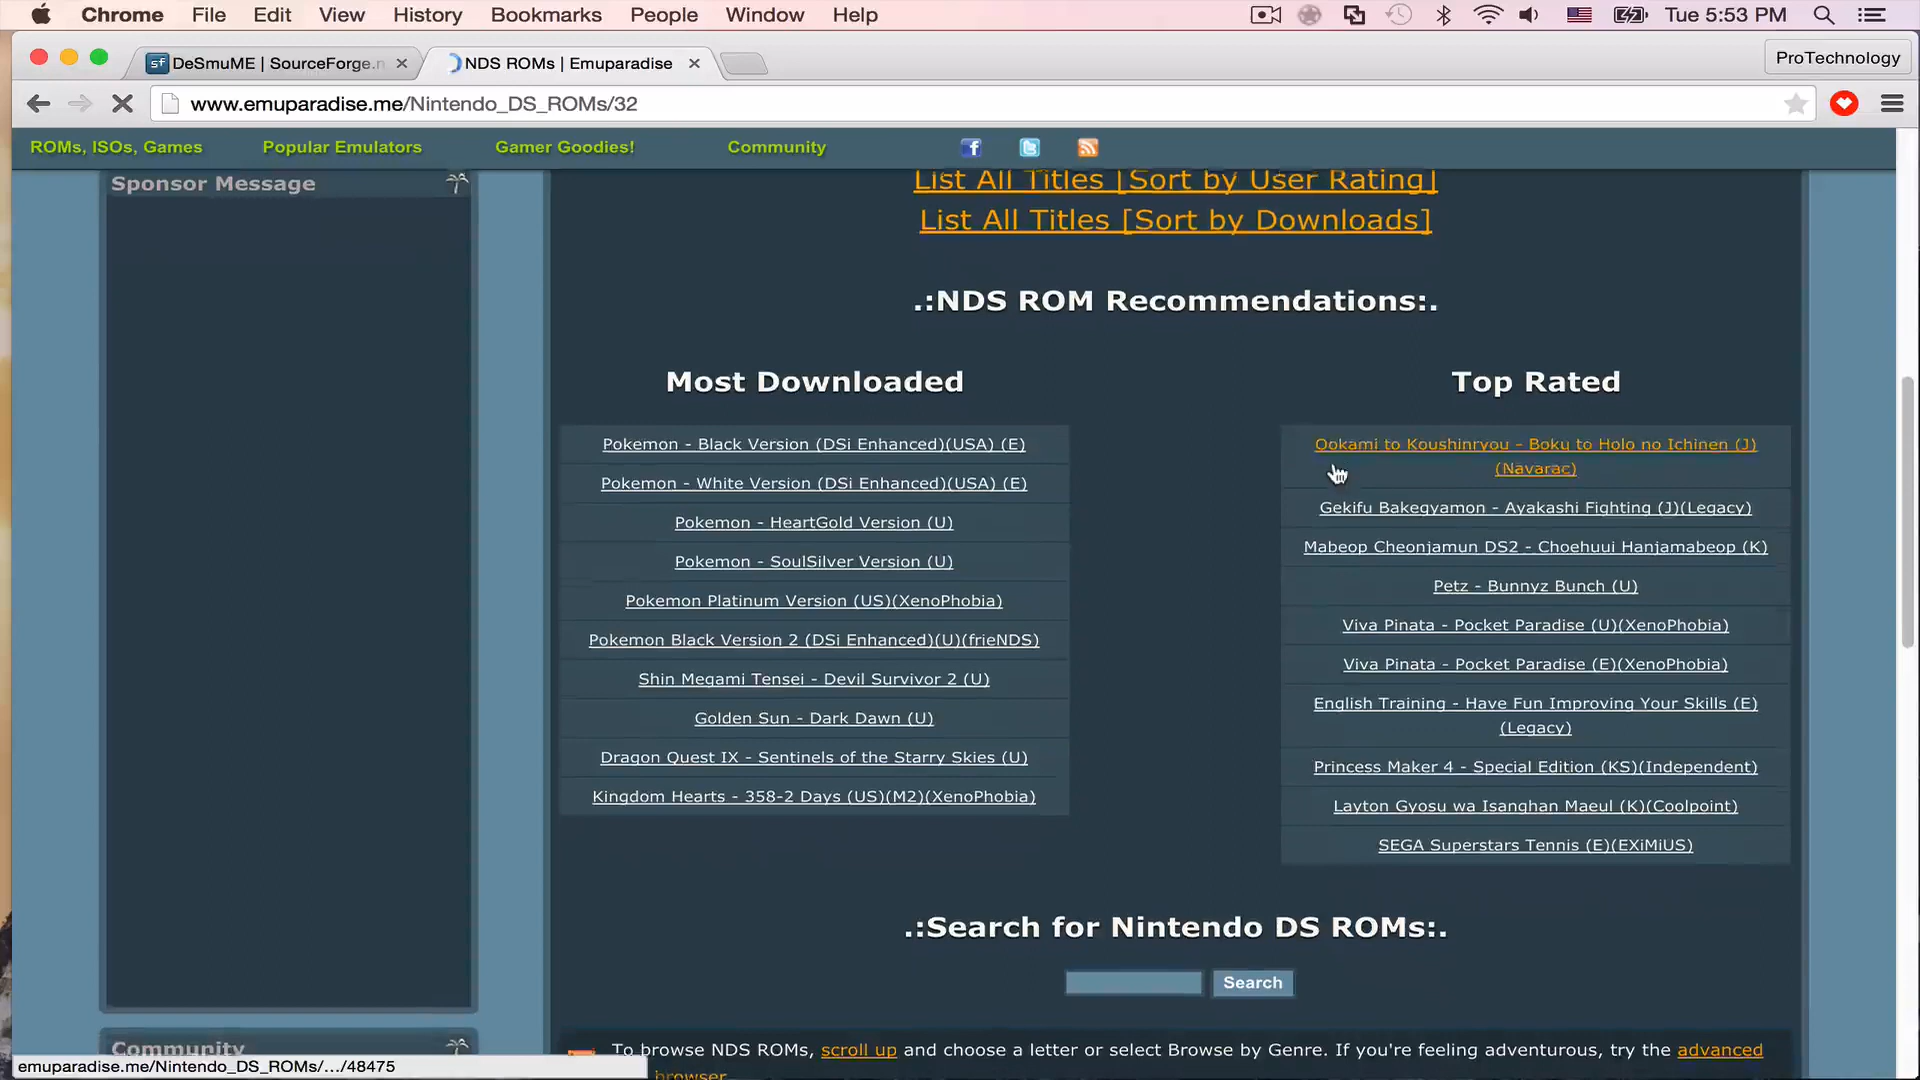 Chrome File Edit View History Bookmarks People Window Help Tue 5:53 PM
DeSmuME | SourceForge.n
NDS ROMs | Emuparadise
ProTechnology
www.emuparadise.me/Nintendo_DS_ROMs/32
ROMs, ISOs, Games Popular Emulators Gamer Goodies! Community
Sponsor Message
List All Titles [Sort by User Rating]
List All Titles [Sort by Downloads]
.:NDS ROM Recommendations:.
Most Downloaded
Pokemon - Black Version (DSi Enhanced)(USA) (E)
Pokemon - White Version (DSi Enhanced)(USA) (E)
Pokemon - HeartGold Version (U)
Pokemon - SoulSilver Version (U)
Pokemon Platinum Version (US)(XenoPhobia)
Pokemon Black Version 2 (DSi Enhanced)(U)(frieNDS)
Shin Megami Tensei - Devil Survivor 2 (U)
Golden Sun - Dark Dawn (U)
Dragon Quest IX - Sentinels of the Starry Skies (U)
Kingdom Hearts - 358-2 Days (US)(M2)(XenoPhobia)
Top Rated
Ookami to Koushinryou - Boku to Holo no Ichinen (J)
(Navarac)
Gekifu Bakegyamon - Ayakashi Fighting (J)(Legacy)
Mabeop Cheonjamun DS2 - Choehuui Hanjamabeop (K)
Petz - Bunnyz Bunch (U)
Viva Pinata - Pocket Paradise (U)(XenoPhobia)
Viva Pinata - Pocket Paradise (E)(XenoPhobia)
English Training - Have Fun Improving Your Skills (E)
(Legacy)
Princess Maker 4 - Special Edition (KS)(Independent)
Layton Gyosu wa Isanghan Maeul (K)(Coolpoint)
SEGA Superstars Tennis (E)(EXiMiUS)
.:Search for Nintendo DS ROMs:.
Search
Community
To browse NDS ROMs, scroll up and choose a letter or select Browse by Genre. If you're feeling adventurous, try the advanced
browser
emuparadise.me/Nintendo_DS_ROMs/.../48475